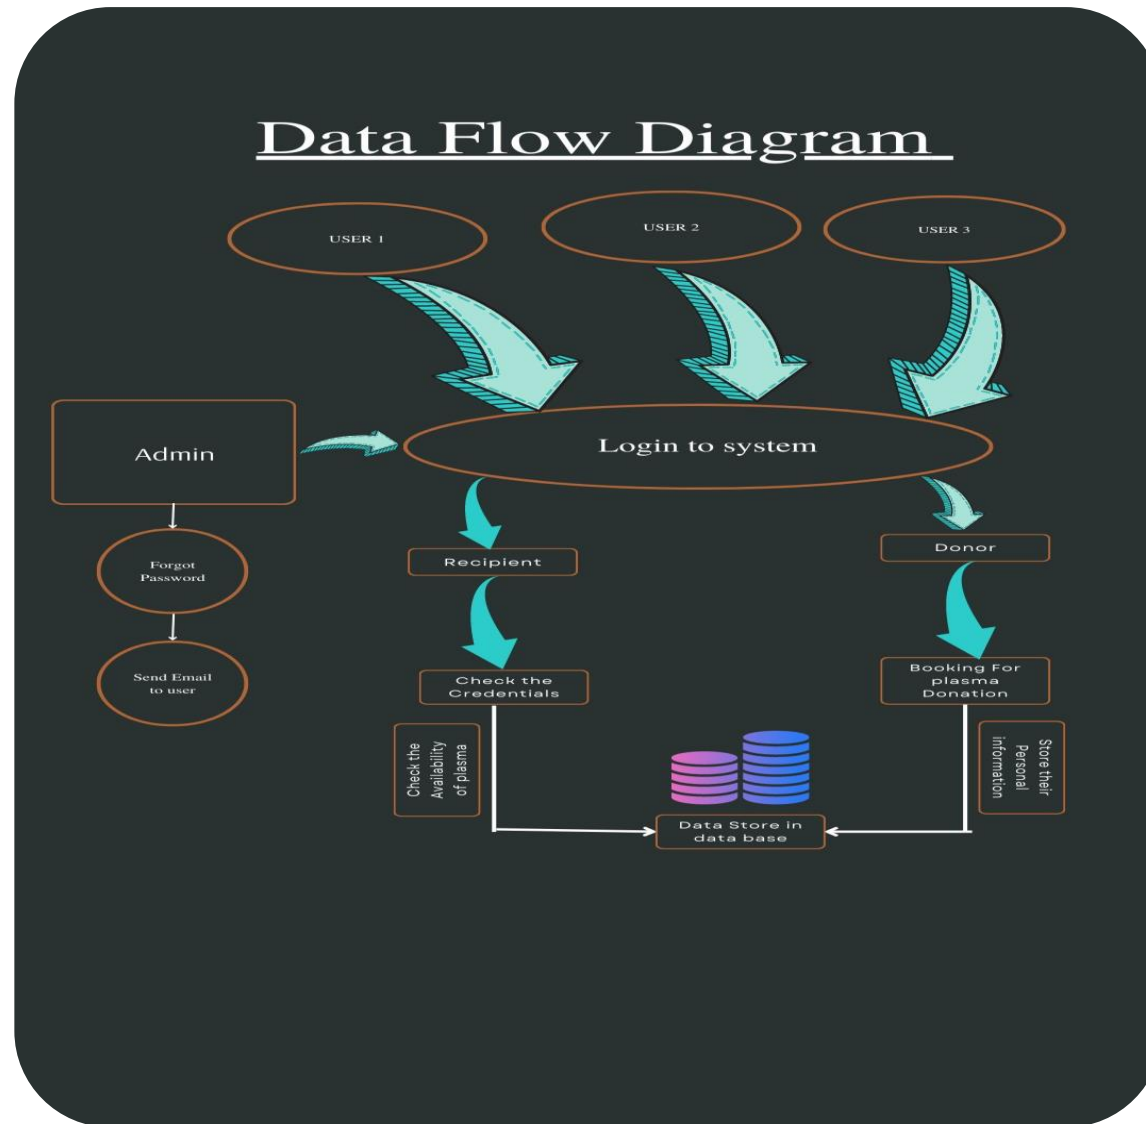 Data Flow Diagram
USER 1
USER 2
USER 3
Admin
Login to system
Forgot
Password
Send Email
to user
Recipient
Donor
Check the
Credentials
Booking For
plasma
Donation
Check the
Availability
of plasma
Store their
Personal
information
Data Store in
data base